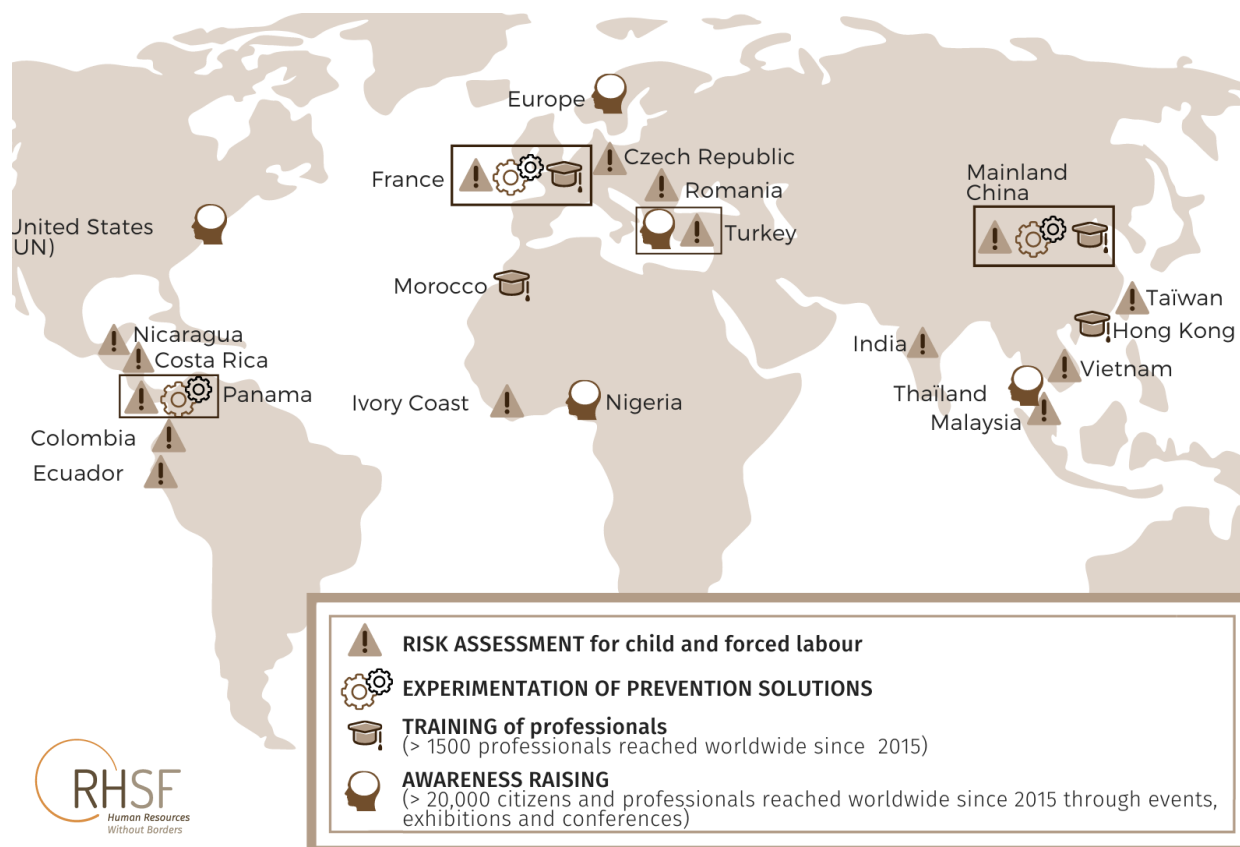 Europe
France
Czech Republic
Romania
Turkey
Mainland
China
United States
UN)
Morocco
Taïwan
Hong Kong
Nicaragua
Costa Rica
Panama
India
Vietnam
Thaïland
Malaysia
Ivory Coast
Nigeria
Colombia
Ecuador
RISK ASSESSMENT for child and forced labour
EXPERIMENTATION OF PREVENTION SOLUTIONS
TRAINING of professionals
(> 1500 professionals reached worldwide since 2015)
AWARENESS RAISING
(> 20,000 citizens and professionals reached worldwide since 2015 through events,
exhibitions and conferences)
RHSF
Human Resources
Without Borders